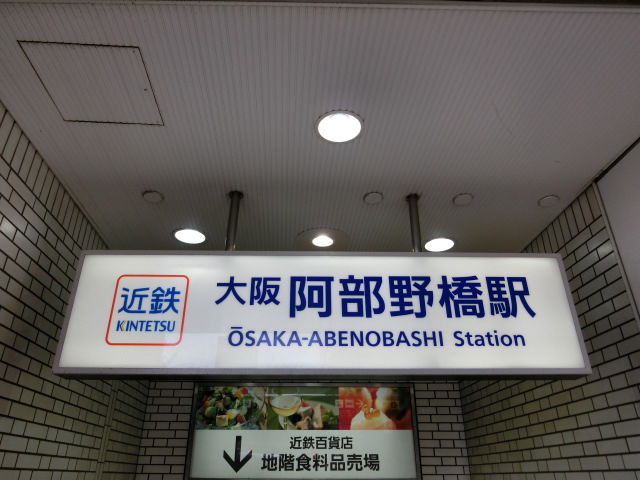 近鉄
KINTETSU
大阪阿部野橋駅
ŌSAKA-ABENOBASHI Station
近鉄百貨店
地階食料品売場